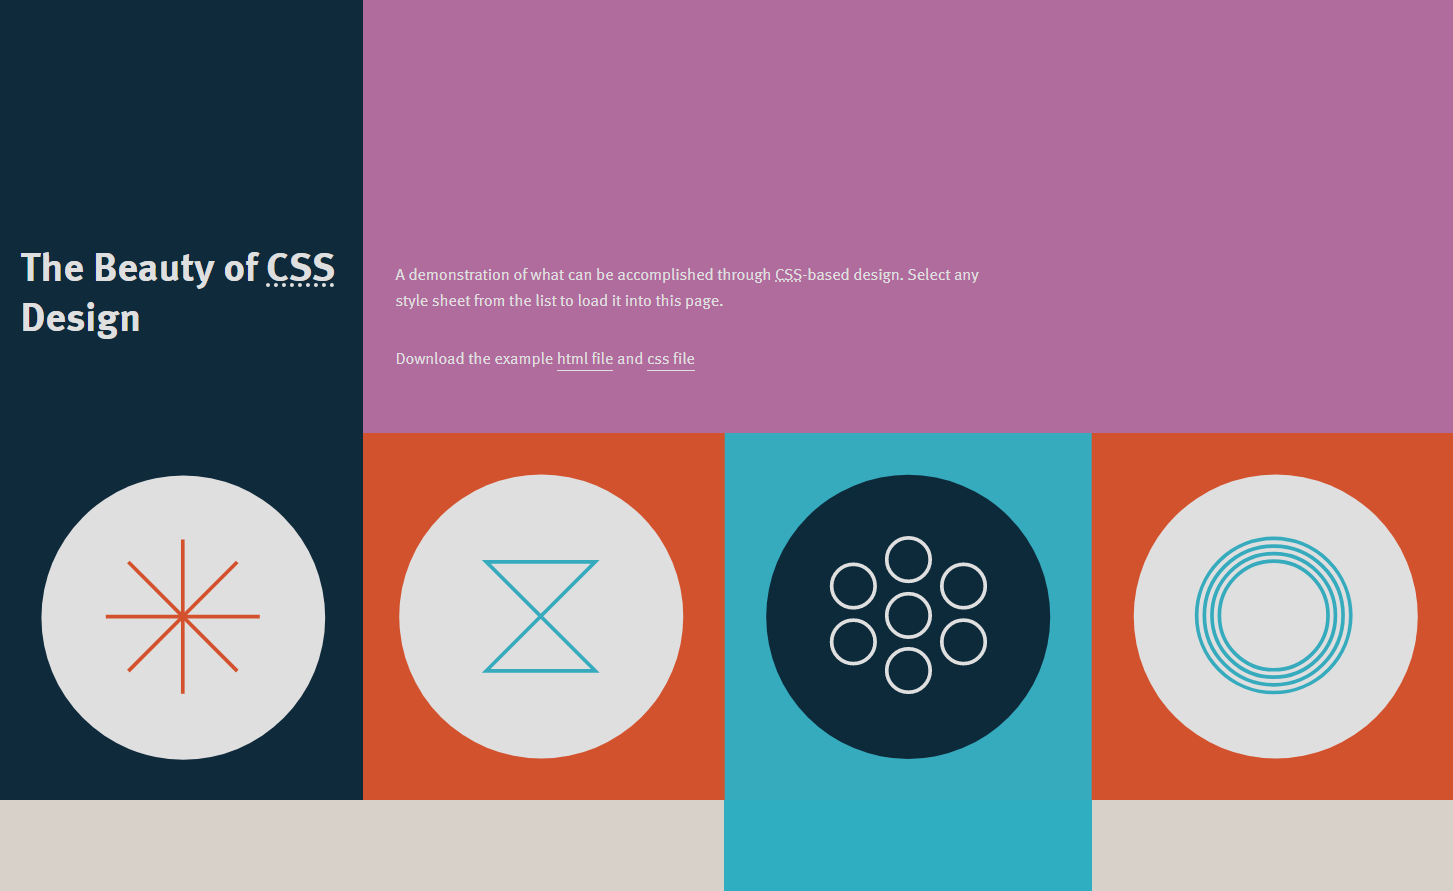 The Beauty of CSS
Design
A demonstration of what can be accomplished through CSS-based design. Select any
style sheet from the list to load it into this page.
Download the example html file and css file